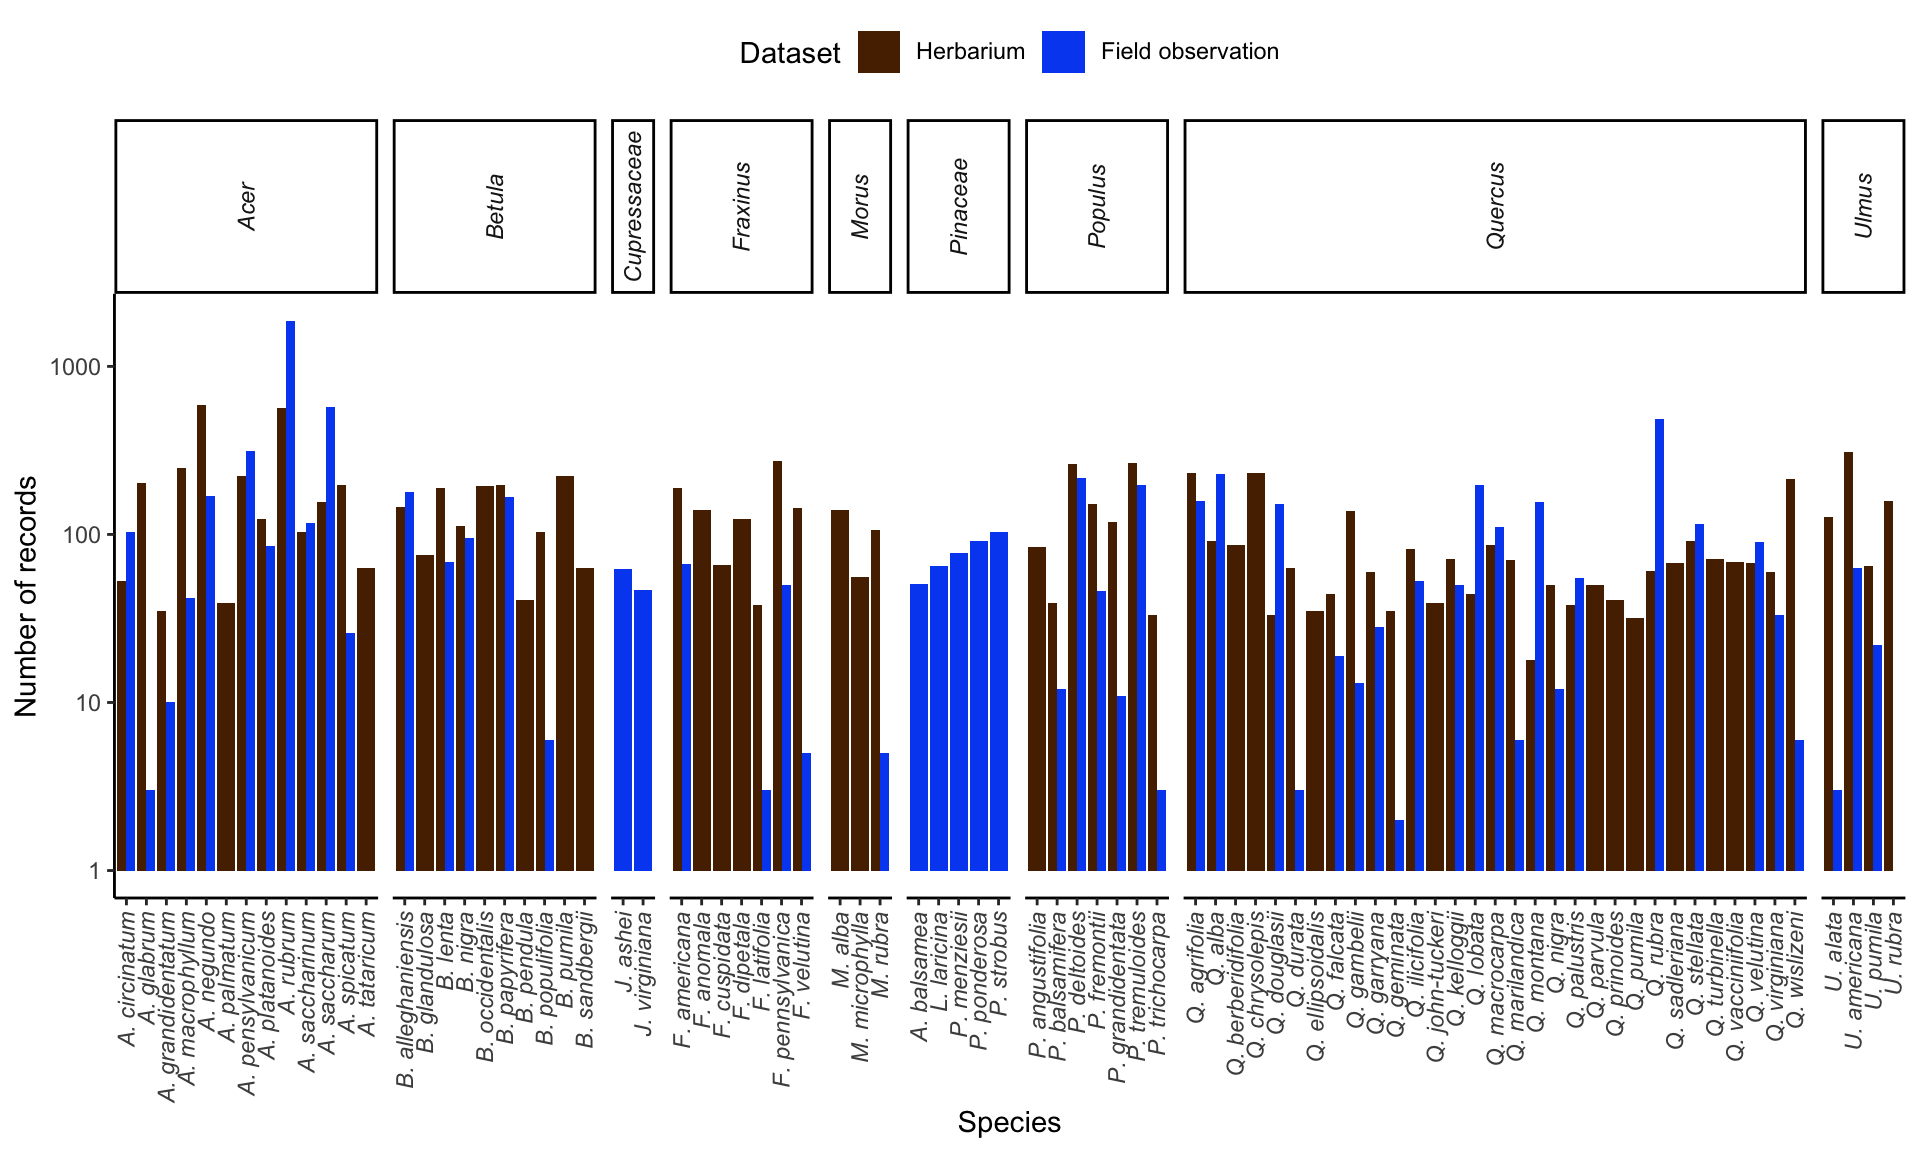 Dataset Herbarium Field observation
Acer
Betula
Cupressaceae
Fraxinus
Morus
Pinaceae
Populus
Quercus
Ulmus
Number of records
1000
100
10
1
A. circinatum
A. glabrum
A. grandidentatum
A. macrophyllum
A. negundo
A. palmatum
A. pensylvanicum
A. platanoides
A. rubrum
A. saccharinum
A. saccharum
A. spicatum
A. tataricum
B. alleghaniensis
B. glandulosa
B. lenta
B. nigra
B. occidentalis
B. papyrifera
B. pendula
B. populifolia
B. pumila
B. sandbergii
J. ashei
J. virginiana
F. americana
F. anomala
F. cuspidata
F. dipetala
F. latifolia
F. pennsylvanica
F. velutina
M. alba
M. microphylla
M. rubra
A. balsamea
L. laricina
P. menziesii
P. ponderosa
P. strobus
P. angustifolia
P. balsamifera
P. deltoides
P. fremontii
P. grandidentata
P. tremuloides
P. trichocarpa
Q. agrifolia
Q. alba
Q. berberidifolia
Q. chrysolepis
Q. douglasii
Q. durata
Q. ellipsoidalis
Q. falcata
Q. gambelii
Q. garryana
Q. geminata
Q. ilicifolia
Q. john-tuckeri
Q. kelloggii
Q. lobata
Q. macrocarpa
Q. marilandica
Q. montana
Q. nigra
Q. palustris
Q. parvula
Q. prinoides
Q. pumila
Q. rubra
Q. sadleriana
Q. stellata
Q. turbinella
Q. vacciniifolia
Q. velutina
Q. virginiana
Q. wislizeni
U. alata
U. americana
U. pumila
U. rubra
Species